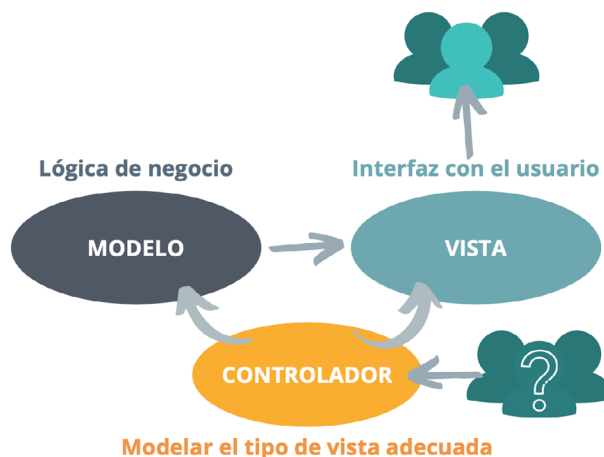 Lógica de negocio
Interfaz con el usuario
MODELO
VISTA
CONTROLADOR
?
Modelar el tipo de vista adecuada